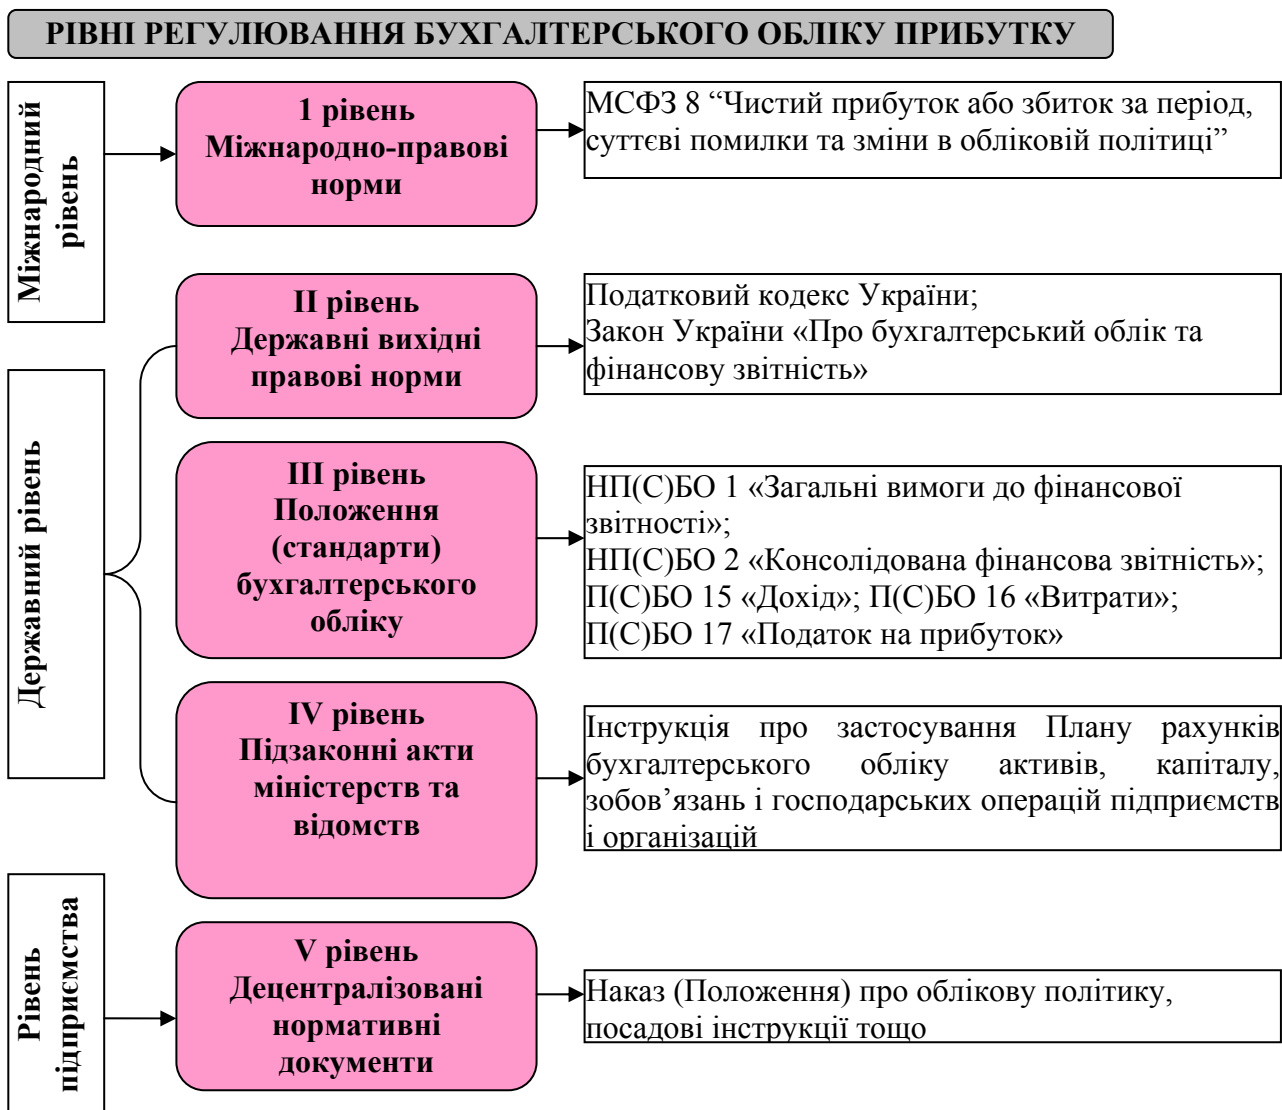 РІВНІ РЕГУЛЮВАННЯ БУХГАЛТЕРСЬКОГО ОБЛІКУ ПРИБУТКУ
Міжнародний
рівень
1 рівень
Міжнародно-правові
норми
МСФЗ 8 “Чистий прибуток або збиток за період,
суттєві помилки та зміни в обліковій політиці”
Державний рівень
ІІ рівень
Державні вихідні
правові норми
Податковий кодекс України;
Закон України «Про бухгалтерський облік та
фінансову звітність»
ІІІ рівень
Положення
(стандарти)
бухгалтерського
обліку
НП(С)БО 1 «Загальні вимоги до фінансової
звітності»;
НП(С)БО 2 «Консолідована фінансова звітність»;
П(С)БО 15 «Дохід»; П(С)БО 16 «Витрати»;
П(С)БО 17 «Податок на прибуток»
IV рівень
Підзаконні акти
міністерств та
відомств
Інструкція про застосування Плану рахунків
бухгалтерського обліку активів, капіталу,
зобов’язань і господарських операцій підприємств
і організацій
Рівень
підприємства
V рівень
Децентралізовані
нормативні
документи
Наказ (Положення) про облікову політику,
посадові інструкції тощо